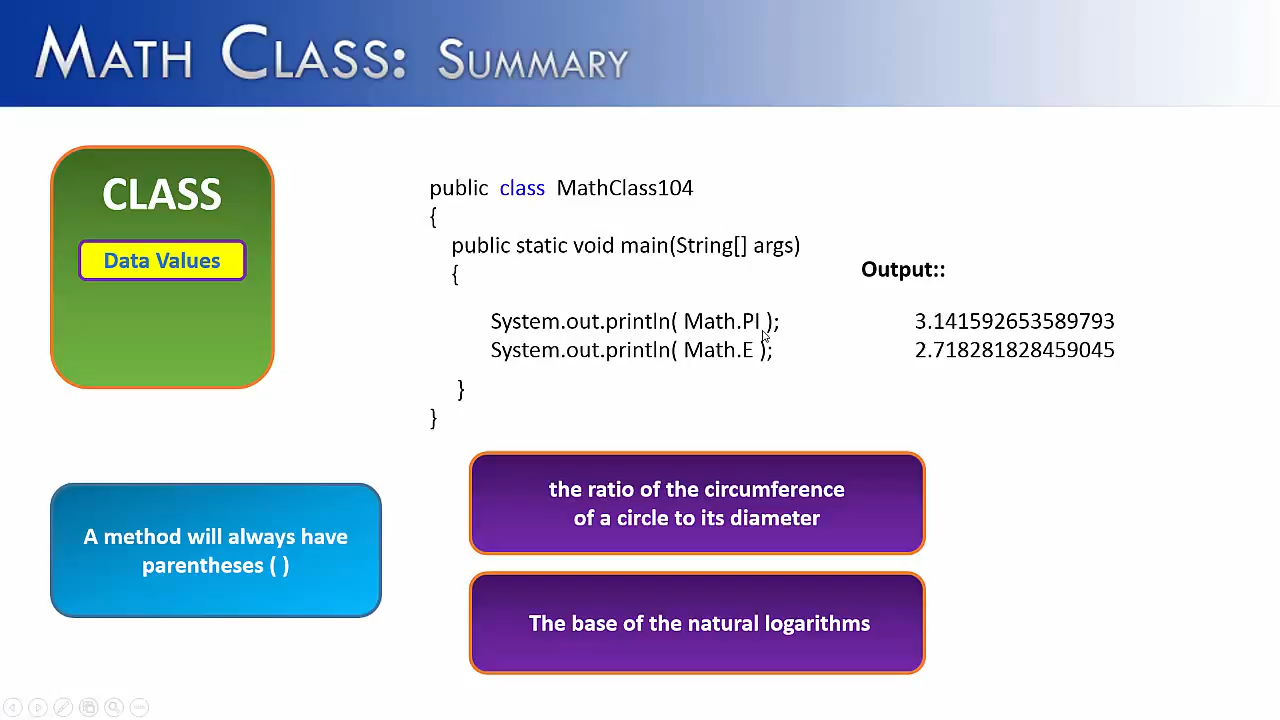 MATH CLASS: SUMMARY
CLASS
Data Values
public class MathClass104
{
public static void main(String[] args)
{
System.out.println( Math.PI );
System.out.println( Math.E );
}
}
Output::
3.141592653589793
2.718281828459045
A method will always have
parentheses ( )
the ratio of the circumference
of a circle to its diameter
The base of the natural logarithms